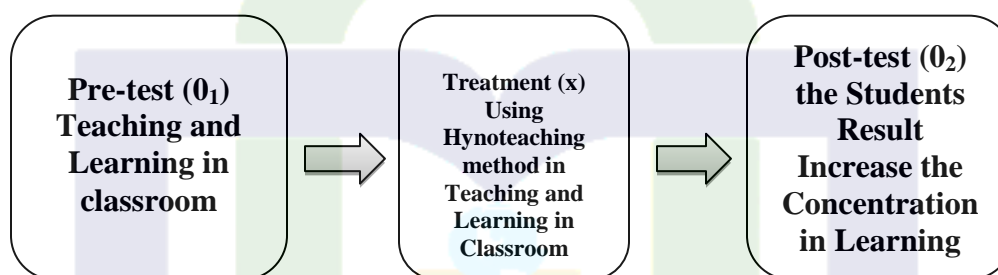 Pre-test (0₁)
Teaching and
Learning in
classroom
Treatment (x)
Using
Hynoteaching
method in
Teaching and
Learning in
Classroom
Post-test (0₂)
the Students
Result
Increase the
Concentration
in Learning